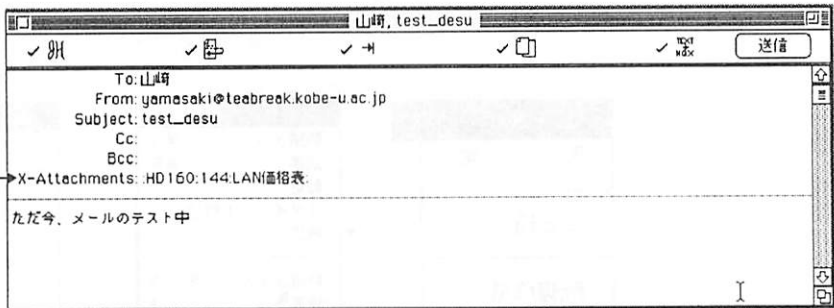 山崎, test_desu
送信
To: 山崎
From: yamasaki@teabreak.kobe-u.ac.jp
Subject: test_desu
Cc:
Bcc:
X-Attachments: :HD160:144:LAN価格表:
ただ今、メールのテスト中